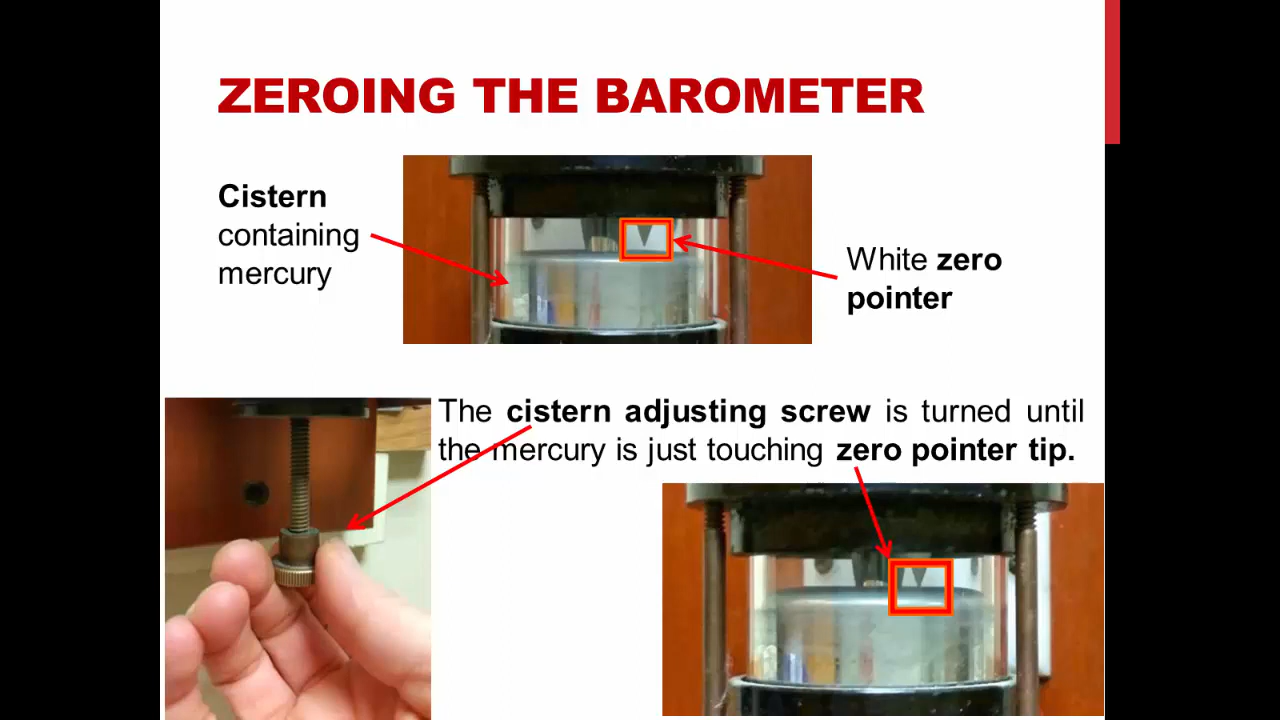 ZEROING THE BAROMETER
Cistern
containing
mercury
White zero
pointer
The cistern adjusting screw is turned until
the mercury is just touching zero pointer tip.